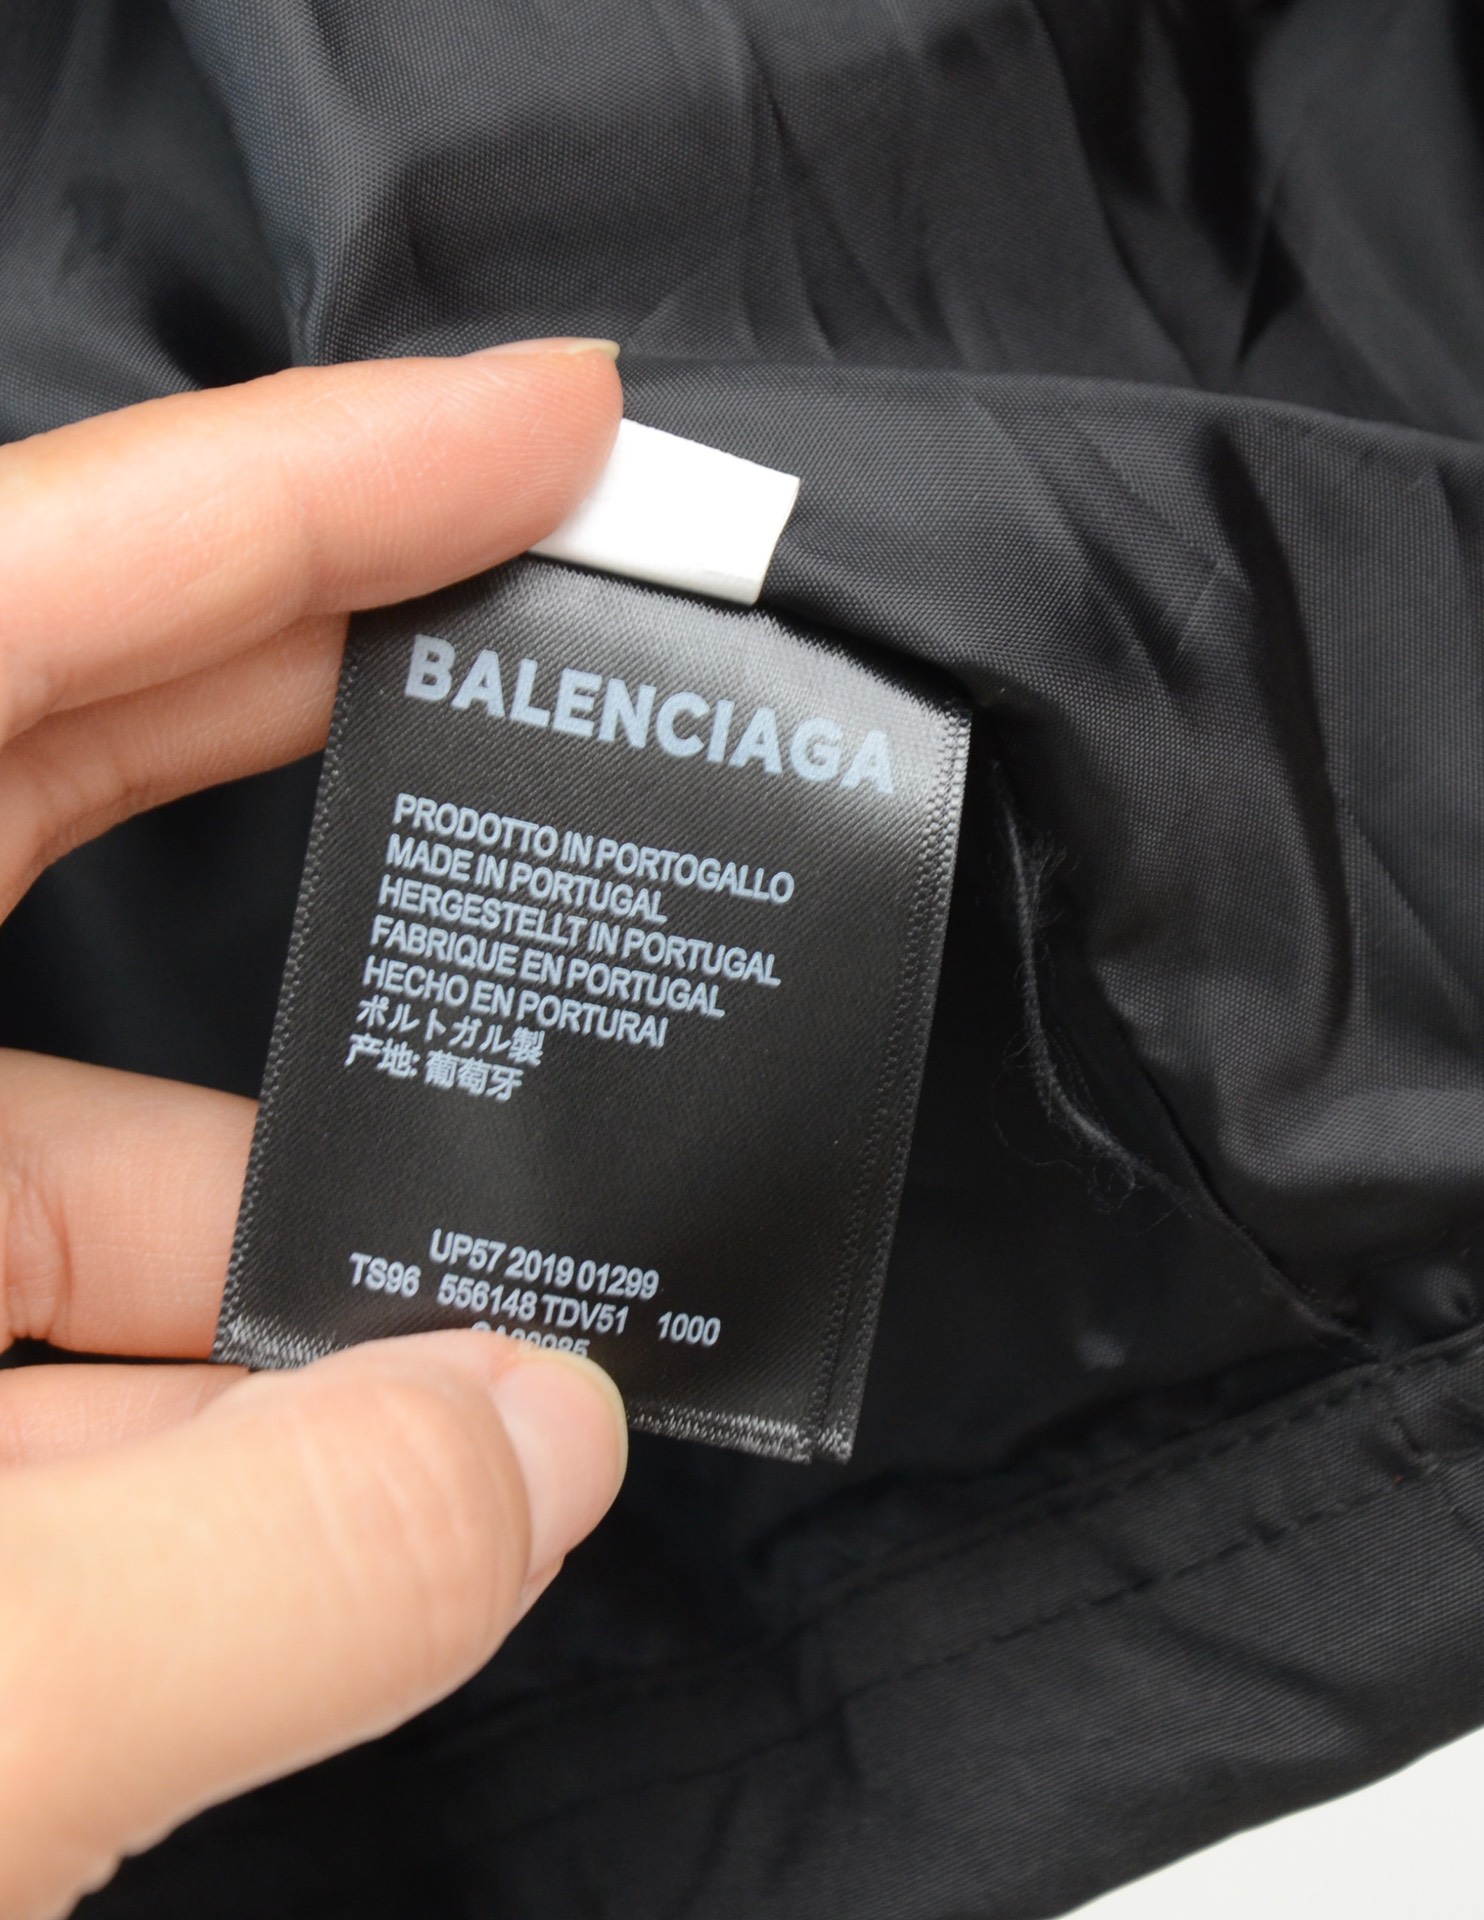 BALENCIAGA
PRODOTTO IN PORTOGALLO
MADE IN PORTUGAL
HERGESTELLT IN PORTUGAL
FABRIQUE EN PORTUGAL
HECHO EN PORTURAI
ポルトガル製
产地: 葡萄牙
UP57 2019 01299
TS96 556148 TDV51 1000